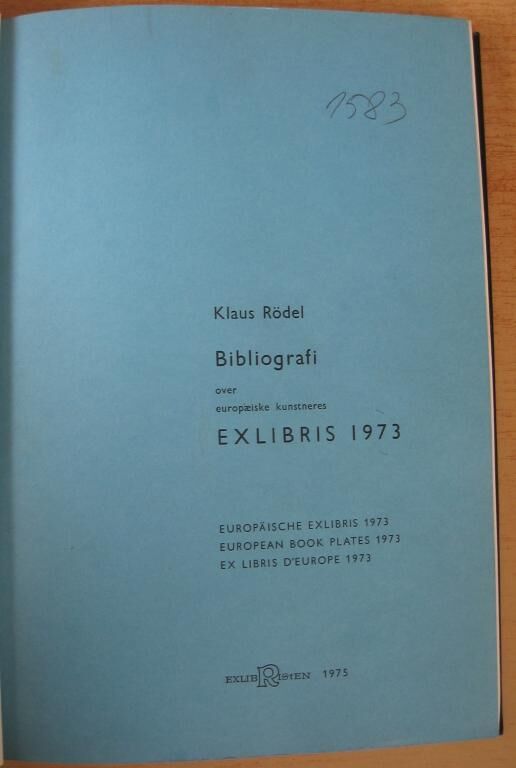 1583
Klaus Rödel
Bibliografi
over
europæiske kunstneres
EXLIBRIS 1973
EUROPÄISCHE EXLIBRIS 1973
EUROPEAN BOOK PLATES 1973
EX LIBRIS D'EUROPE 1973
EXLIBRIStEN 1975